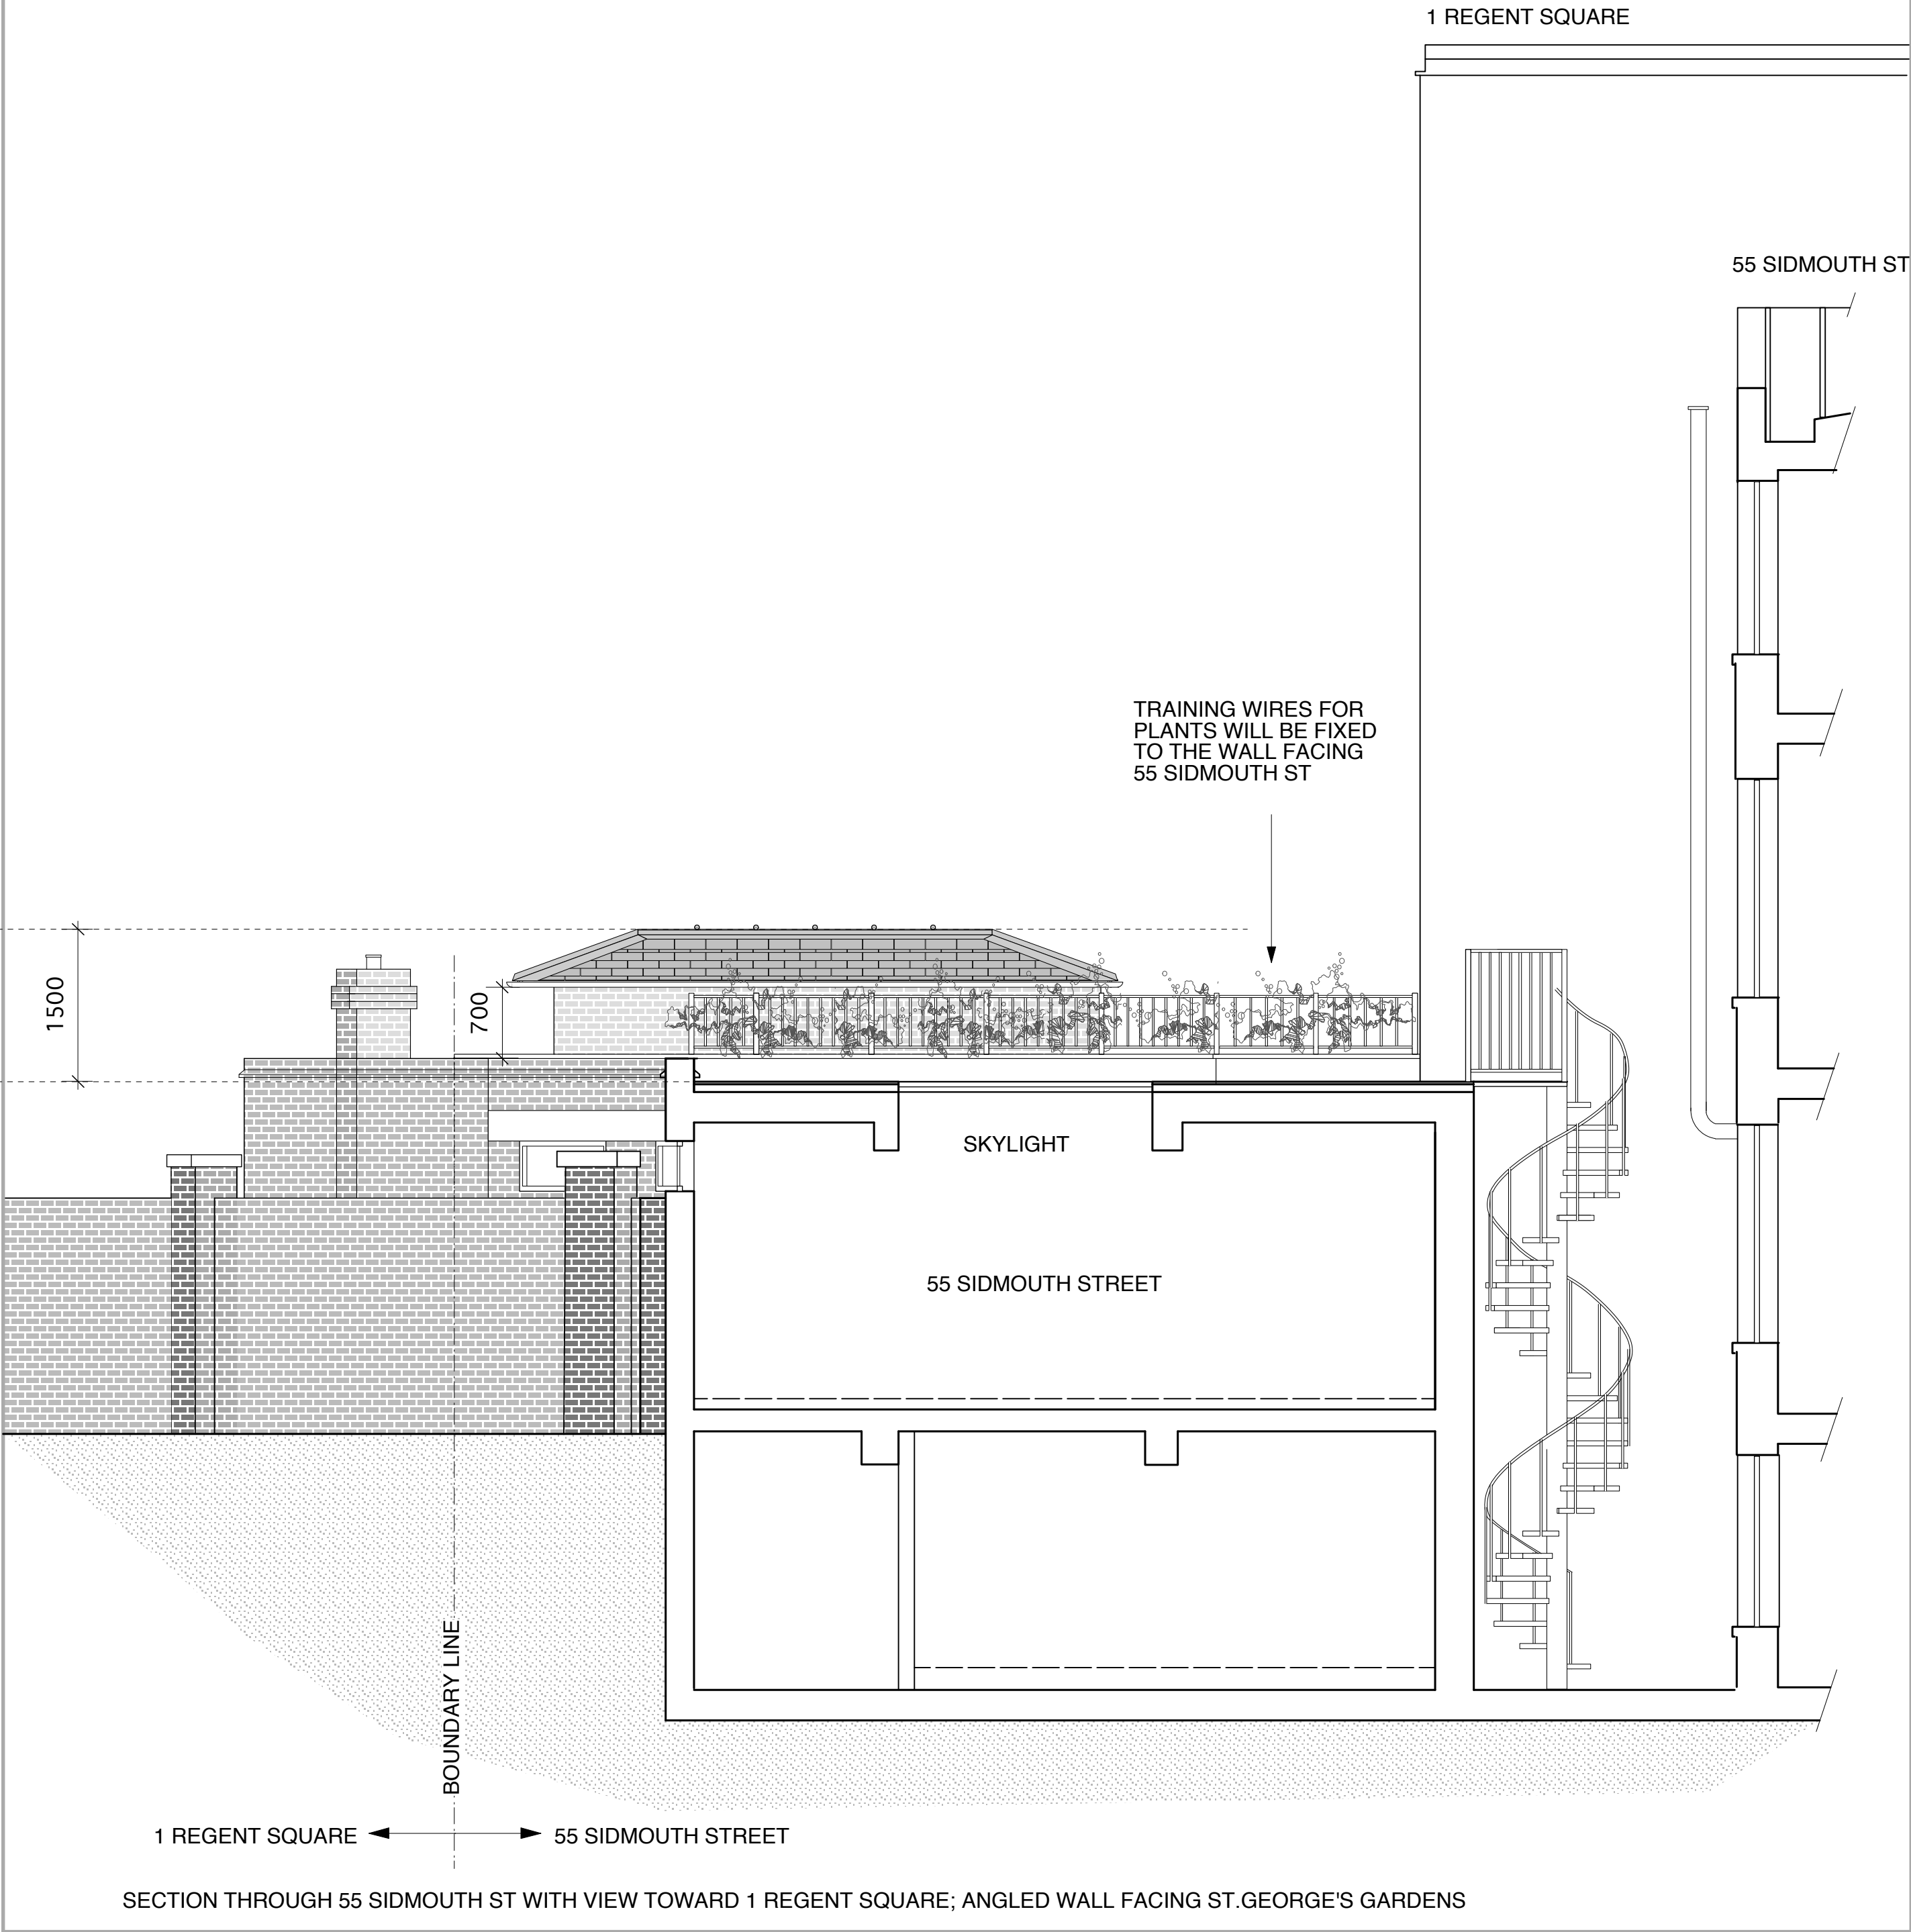 1 REGENT SQUARE
55 SIDMOUTH ST
TRAINING WIRES FOR
PLANTS WILL BE FIXED
TO THE WALL FACING
55 SIDMOUTH ST
1500
700
SKYLIGHT
55 SIDMOUTH STREET
BOUNDARY LINE
1 REGENT SQUARE
55 SIDMOUTH STREET
SECTION THROUGH 55 SIDMOUTH ST WITH VIEW TOWARD 1 REGENT SQUARE; ANGLED WALL FACING ST.GEORGE'S GARDENS